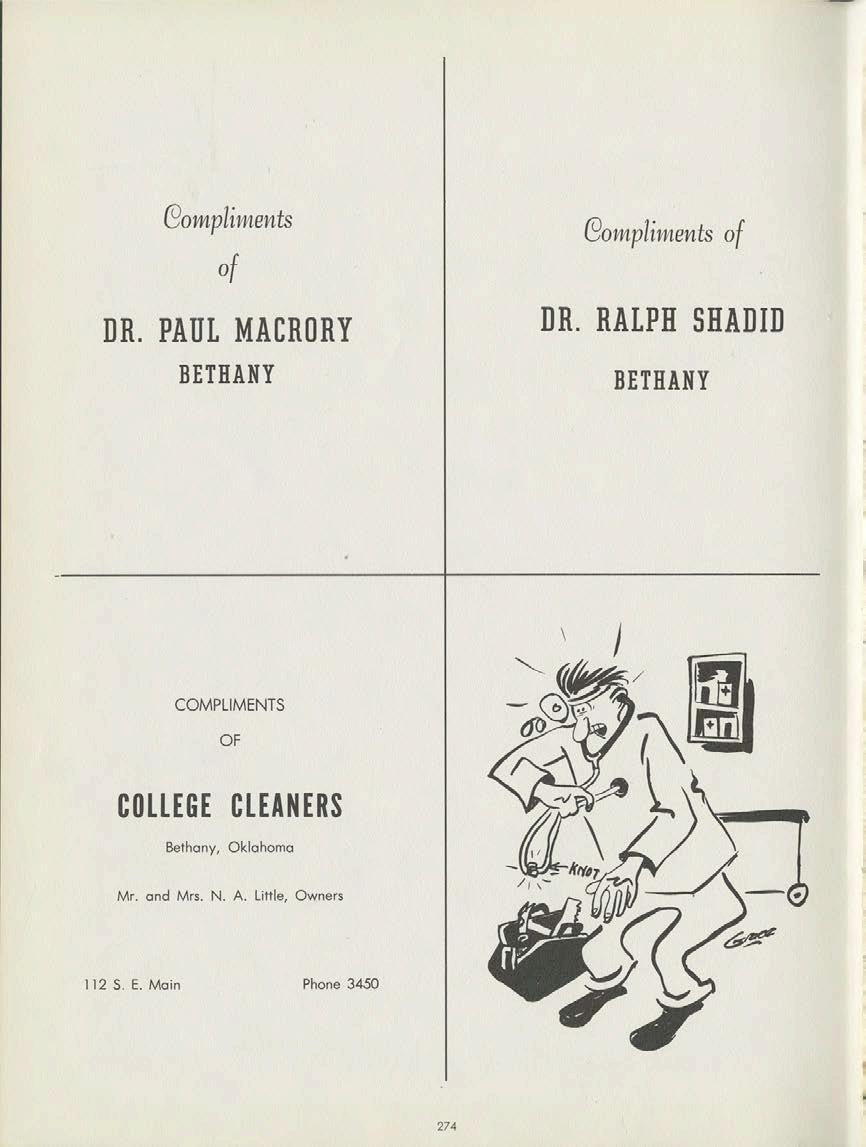 Compliments
of
DR. PAUL MACRORY
BETHANY
Compliments of
DR. RALPH SHADID
BETHANY
COMPLIMENTS
OF
COLLEGE CLEANERS
Bethany, Oklahoma
Mr. and Mrs. N. A. Little, Owners
112 S. E. Main Phone 3450
KNOT
274